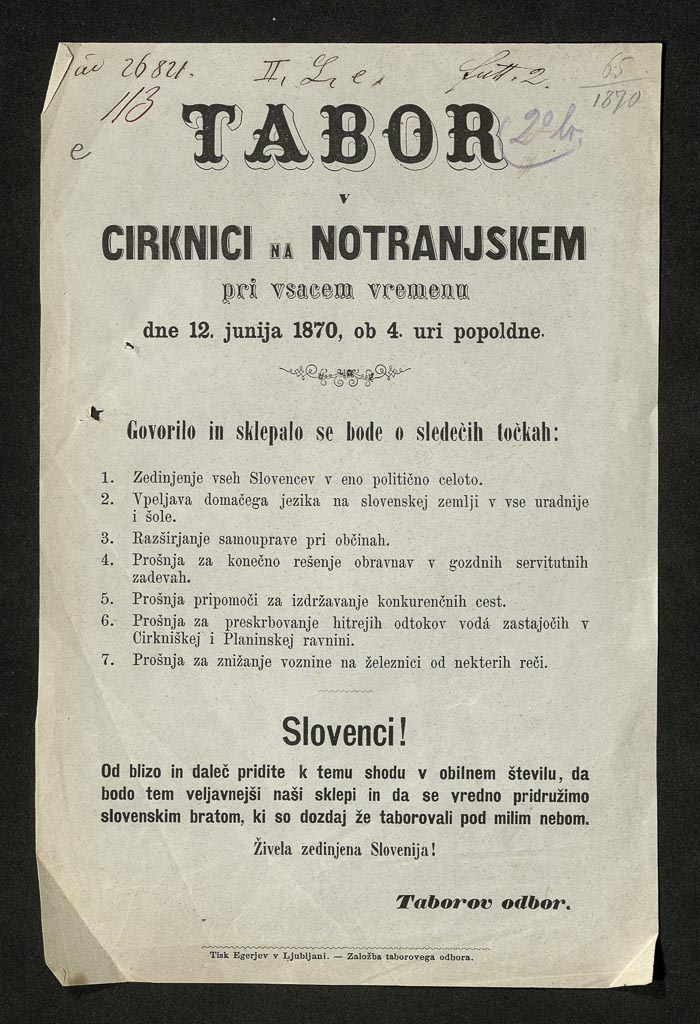 2682.
II.
65
1870
113
e
TABOR
v
CIRKNICI NA NOTRANJSKEM
pri vsacem vremenu
dne 12. junija 1870, ob 4. uri popoldne.
Govorilo in sklepalo se bode o sledečih točkah:
1. Zedinjenje vseh Slovencev v eno politično celoto.
2. Vpeljava domačega jezika na slovenskej zemlji v vse uradnije
i šole.
3. Razširjanje samouprave pri občinah.
4. Prošnja za konečno rešenje obravnav v gozdnih servitutnih
zadevah.
5. Prošnja pripomoči za izdržavanje konkurenčnih cest.
6. Prošnja za preskrbovanje hitrejih odtokov vodá zastajočih v
Cirkniškej i Planinskej ravnini.
7. Prošnja za znižanje voznine na železnici od nekterih reči.
Slovenci!
Od blizo in daleč pridite k temu shodu v obilnem številu, da
bodo tem veljavnejši naši sklepi in da se vredno pridružimo
slovenskim bratom, ki so dozdaj že taborovali pod milim nebom.
Živela zedinjena Slovenija!
Taborov odbor.
Tisk Egerjev v Ljubljani. — Založba taborovega odbora.